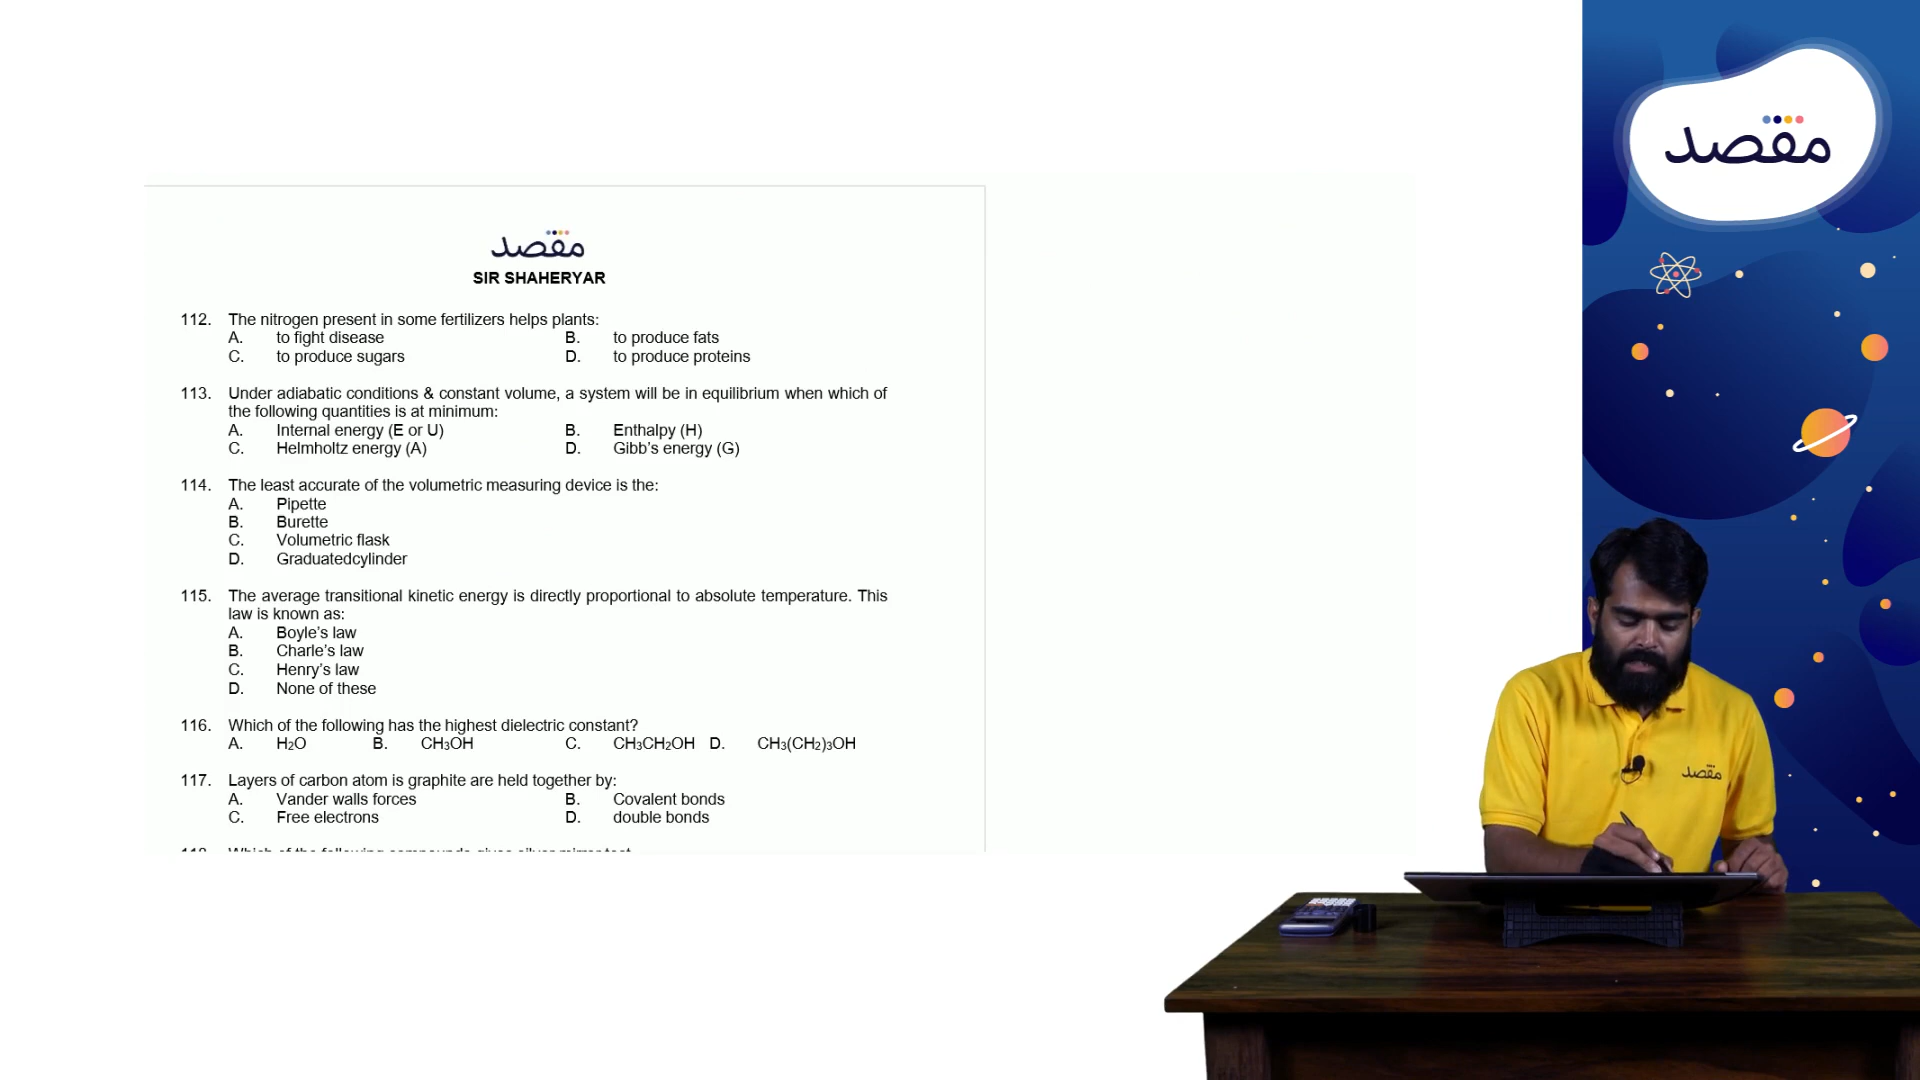 مقصد
مقصد
SIR SHAHERYAR
112. The nitrogen present in some fertilizers helps plants:
A. to fight disease B. to produce fats
C. to produce sugars D. to produce proteins
113. Under adiabatic conditions & constant volume, a system will be in equilibrium when which of
the following quantities is at minimum:
A. Internal energy (E or U) B. Enthalpy (H)
C. Helmholtz energy (A) D. Gibb's energy (G)
114. The least accurate of the volumetric measuring device is the:
A. Pipette
B. Burette
C. Volumetric flask
D. Graduatedcylinder
115. The average transitional kinetic energy is directly proportional to absolute temperature. This
law is known as:
A. Boyle's law
B. Charle's law
C. Henry's law
D. None of these
116. Which of the following has the highest dielectric constant?
A. H₂O B. CH₃OH C. CH₃CH₂OH D. CH₃(CH₂)₃OH
117. Layers of carbon atom is graphite are held together by:
A. Vander walls forces B. Covalent bonds
C. Free electrons D. double bonds
مقصد